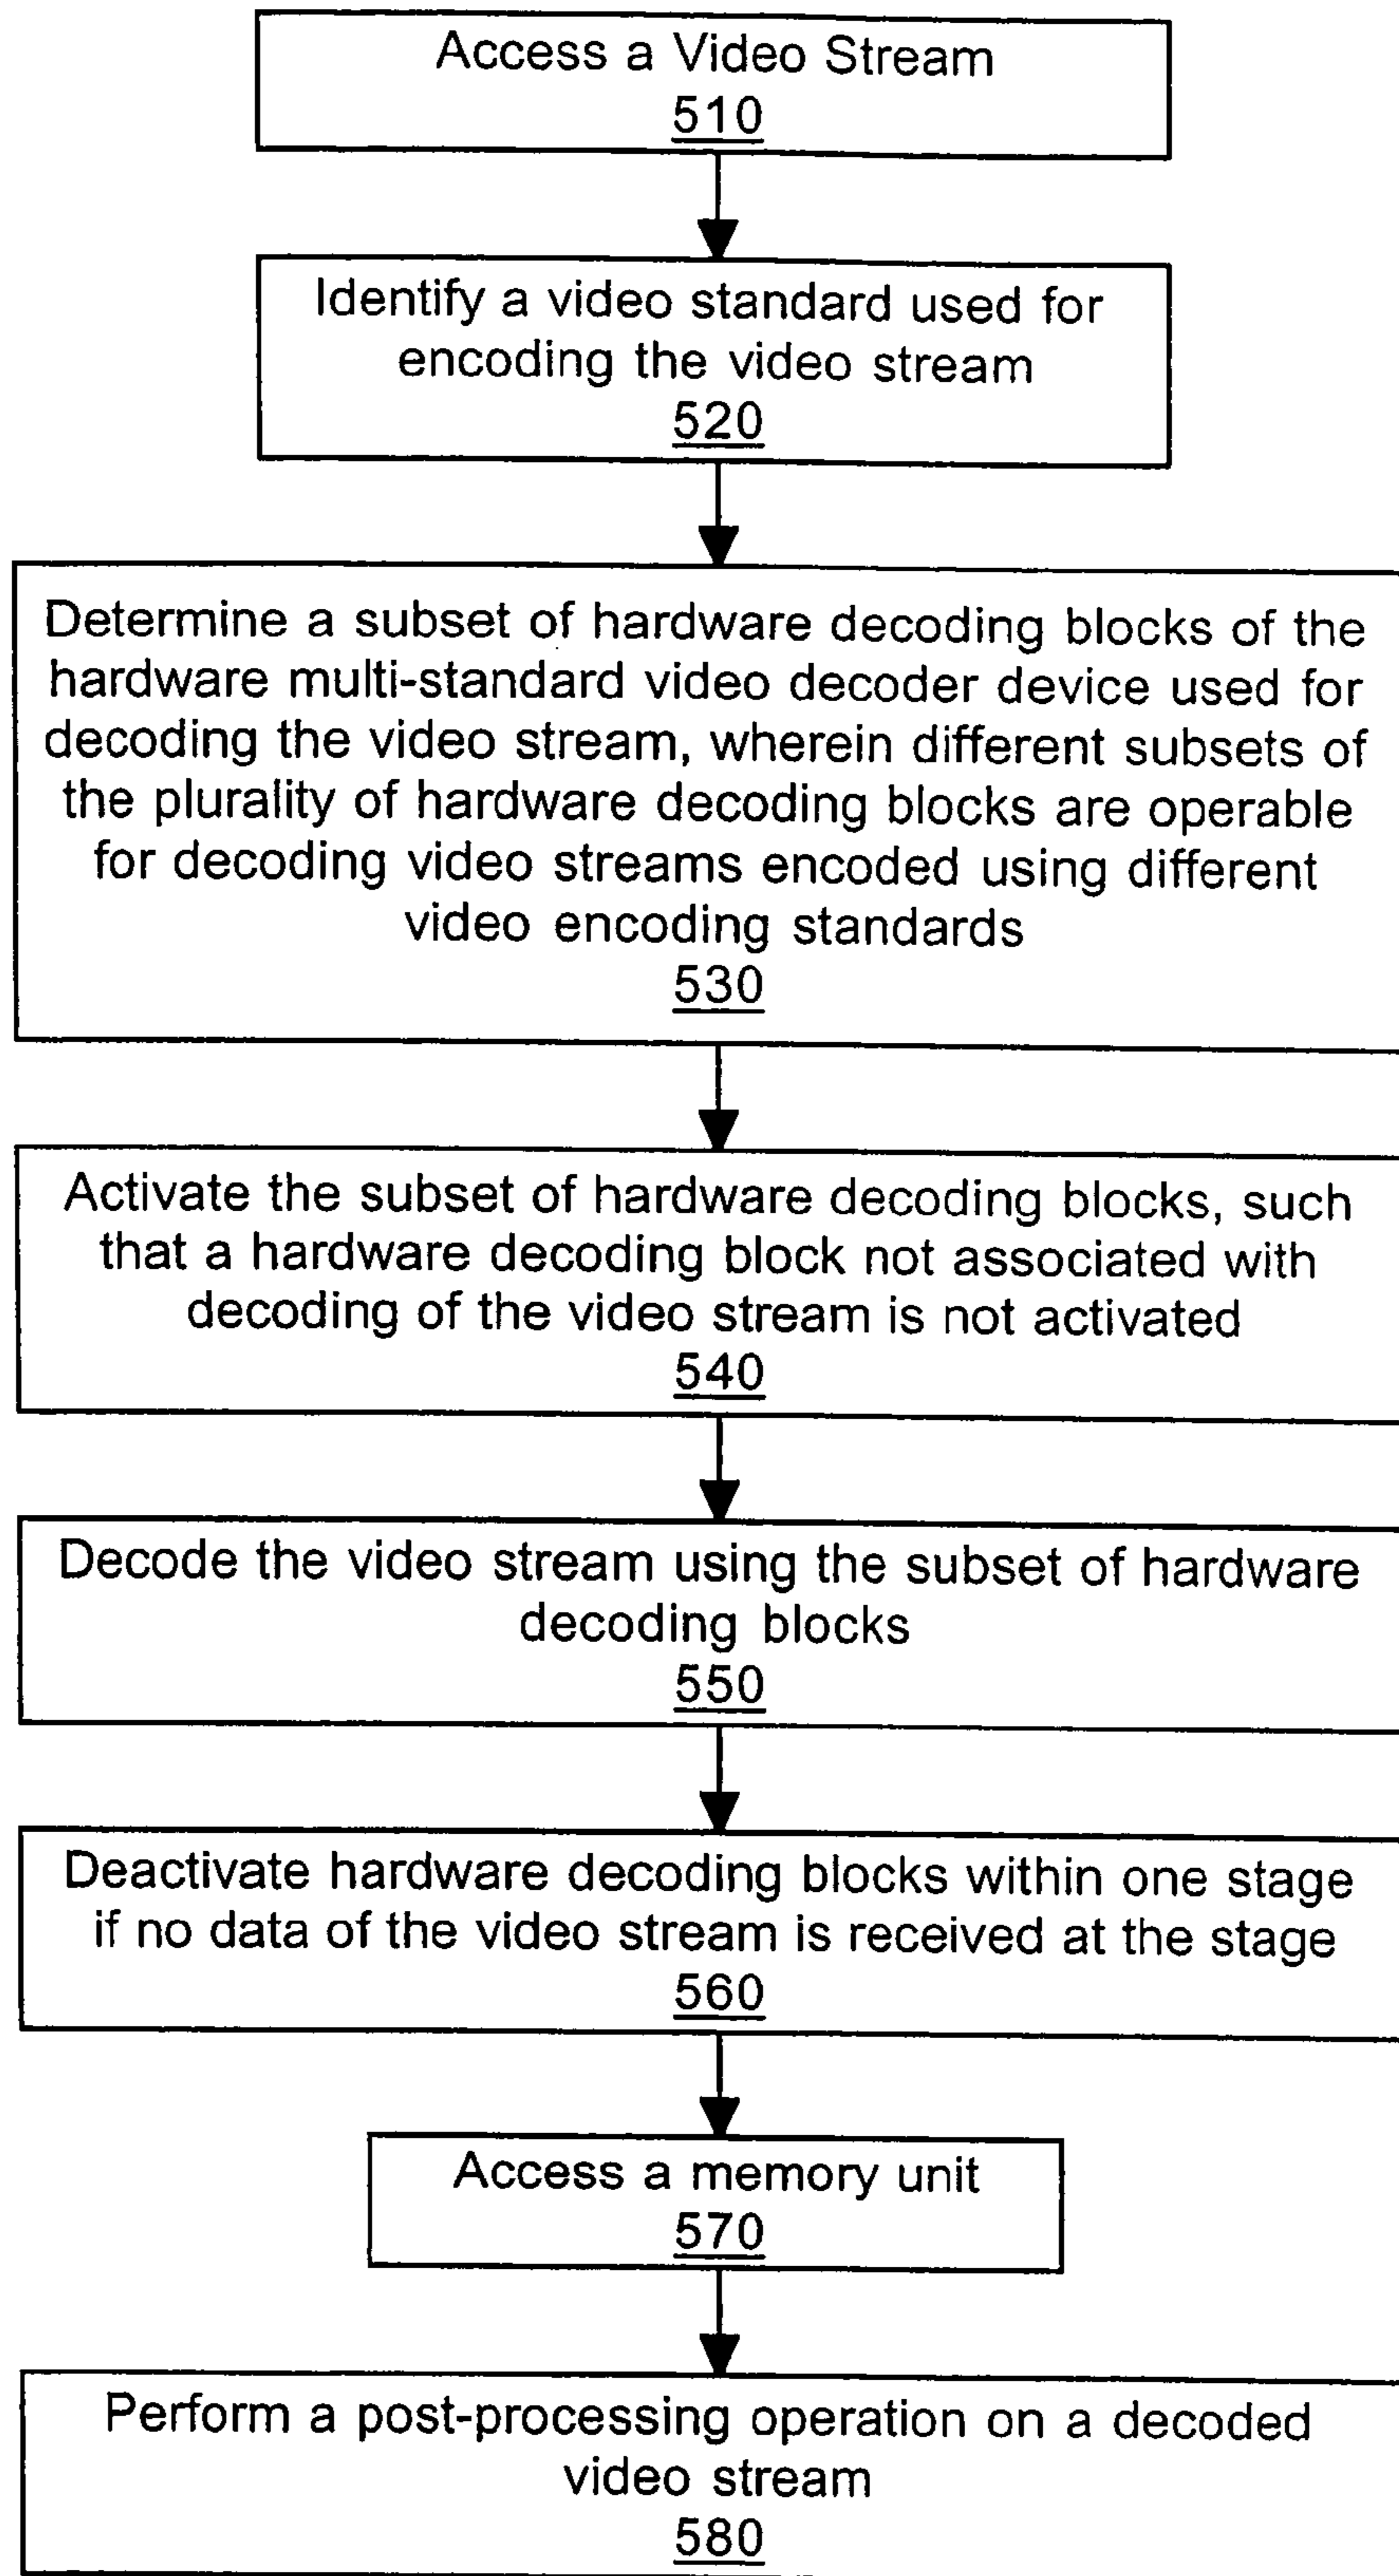 Access a Video Stream
510
Identify a video standard used for
encoding the video stream
520
Determine a subset of hardware decoding blocks of the
hardware multi-standard video decoder device used for
decoding the video stream, wherein different subsets of
the plurality of hardware decoding blocks are operable
for decoding video streams encoded using different
video encoding standards
530
Activate the subset of hardware decoding blocks, such
that a hardware decoding block not associated with
decoding of the video stream is not activated
540
Decode the video stream using the subset of hardware
decoding blocks
550
Deactivate hardware decoding blocks within one stage
if no data of the video stream is received at the stage
560
Access a memory unit
570
Perform a post-processing operation on a decoded
video stream
580